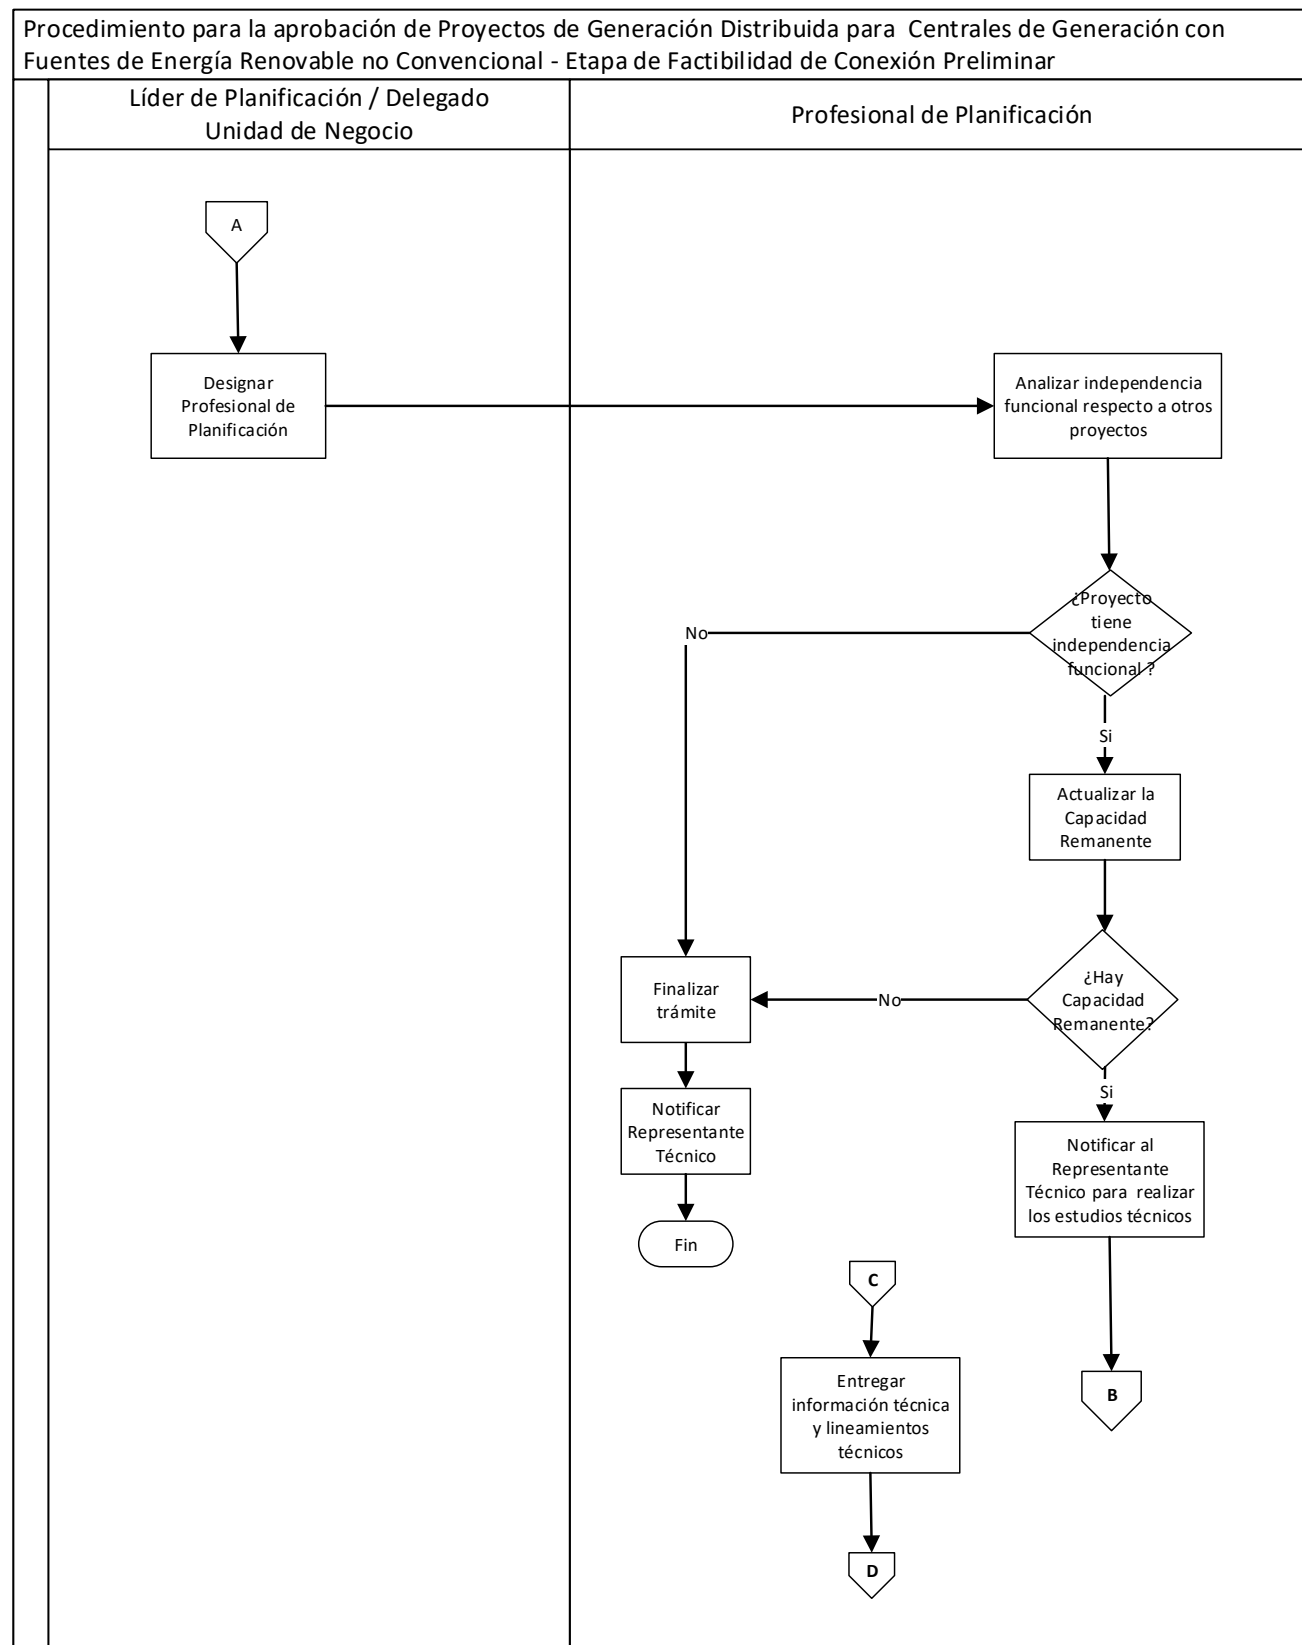 Procedimiento para la aprobación de Proyectos de Generación Distribuida para  Centrales de Generación con
Fuentes de Energía Renovable no Convencional - Etapa de Factibilidad de Conexión Preliminar
Líder de Planificación / Delegado
Unidad de Negocio
Profesional de Planificación
A
Designar
Profesional de
Planificación
Analizar independencia
funcional respecto a otros
proyectos
¿Proyecto
tiene
independencia
funcional ?
No
Si
Actualizar la
Capacidad
Remanente
¿Hay
Capacidad
Remanente?
No
Finalizar
trámite
Si
Notificar
Representante
Técnico
Notificar al
Representante
Técnico para  realizar
los estudios técnicos
Fin
C
Entregar
información técnica
y lineamientos
técnicos
B
D